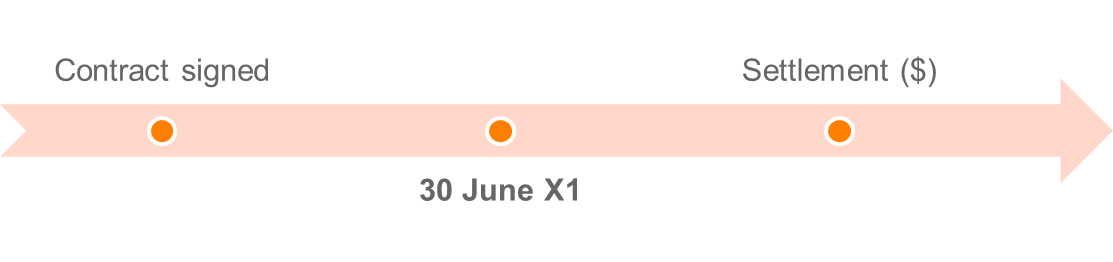 Contract signed
Settlement ($)
30 June X1